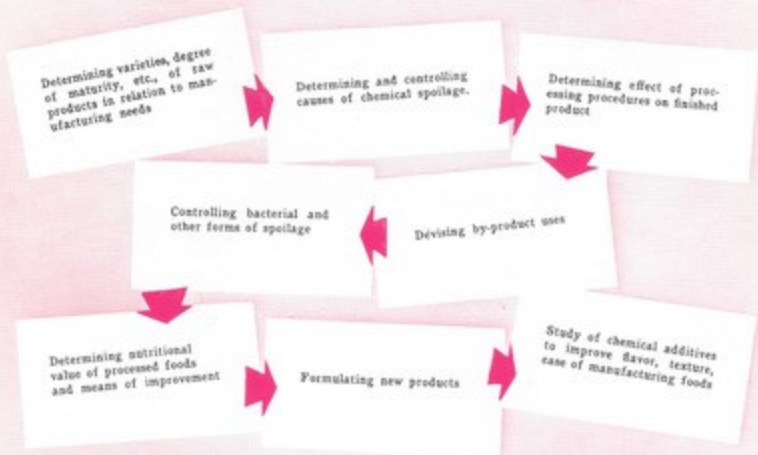 Determining varieties, degree
of maturity, etc., of raw
products in relation to man-
ufacturing needs
Determining and controlling
causes of chemical spoilage.
Determining effect of proc-
essing procedures on finished
product
Devising by-product uses
Controlling bacterial and
other forms of spoilage
Determining nutritional
value of processed foods
and means of improvement
Formulating new products
Study of chemical additives
to improve flavor, texture,
ease of manufacturing foods